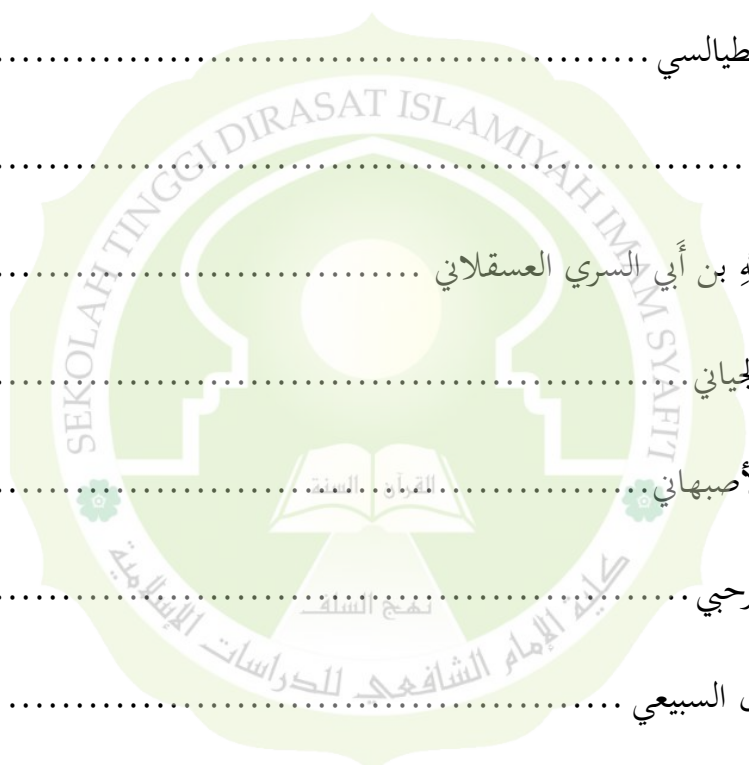 طيالسي ................................................
SEKOLAH TINGGI DIRASAT ISLAMIYAH IMAM SYAFI'I
........................................................
بن أَبي السري العسقلاني ................................
جياني ..................................................
أصبهاني................................................
القرآن السنة
رحبي ..................................................
نهج السلف
السبيعي ................................................
كلية الإمام الشافعي للدراسات الإسلامية